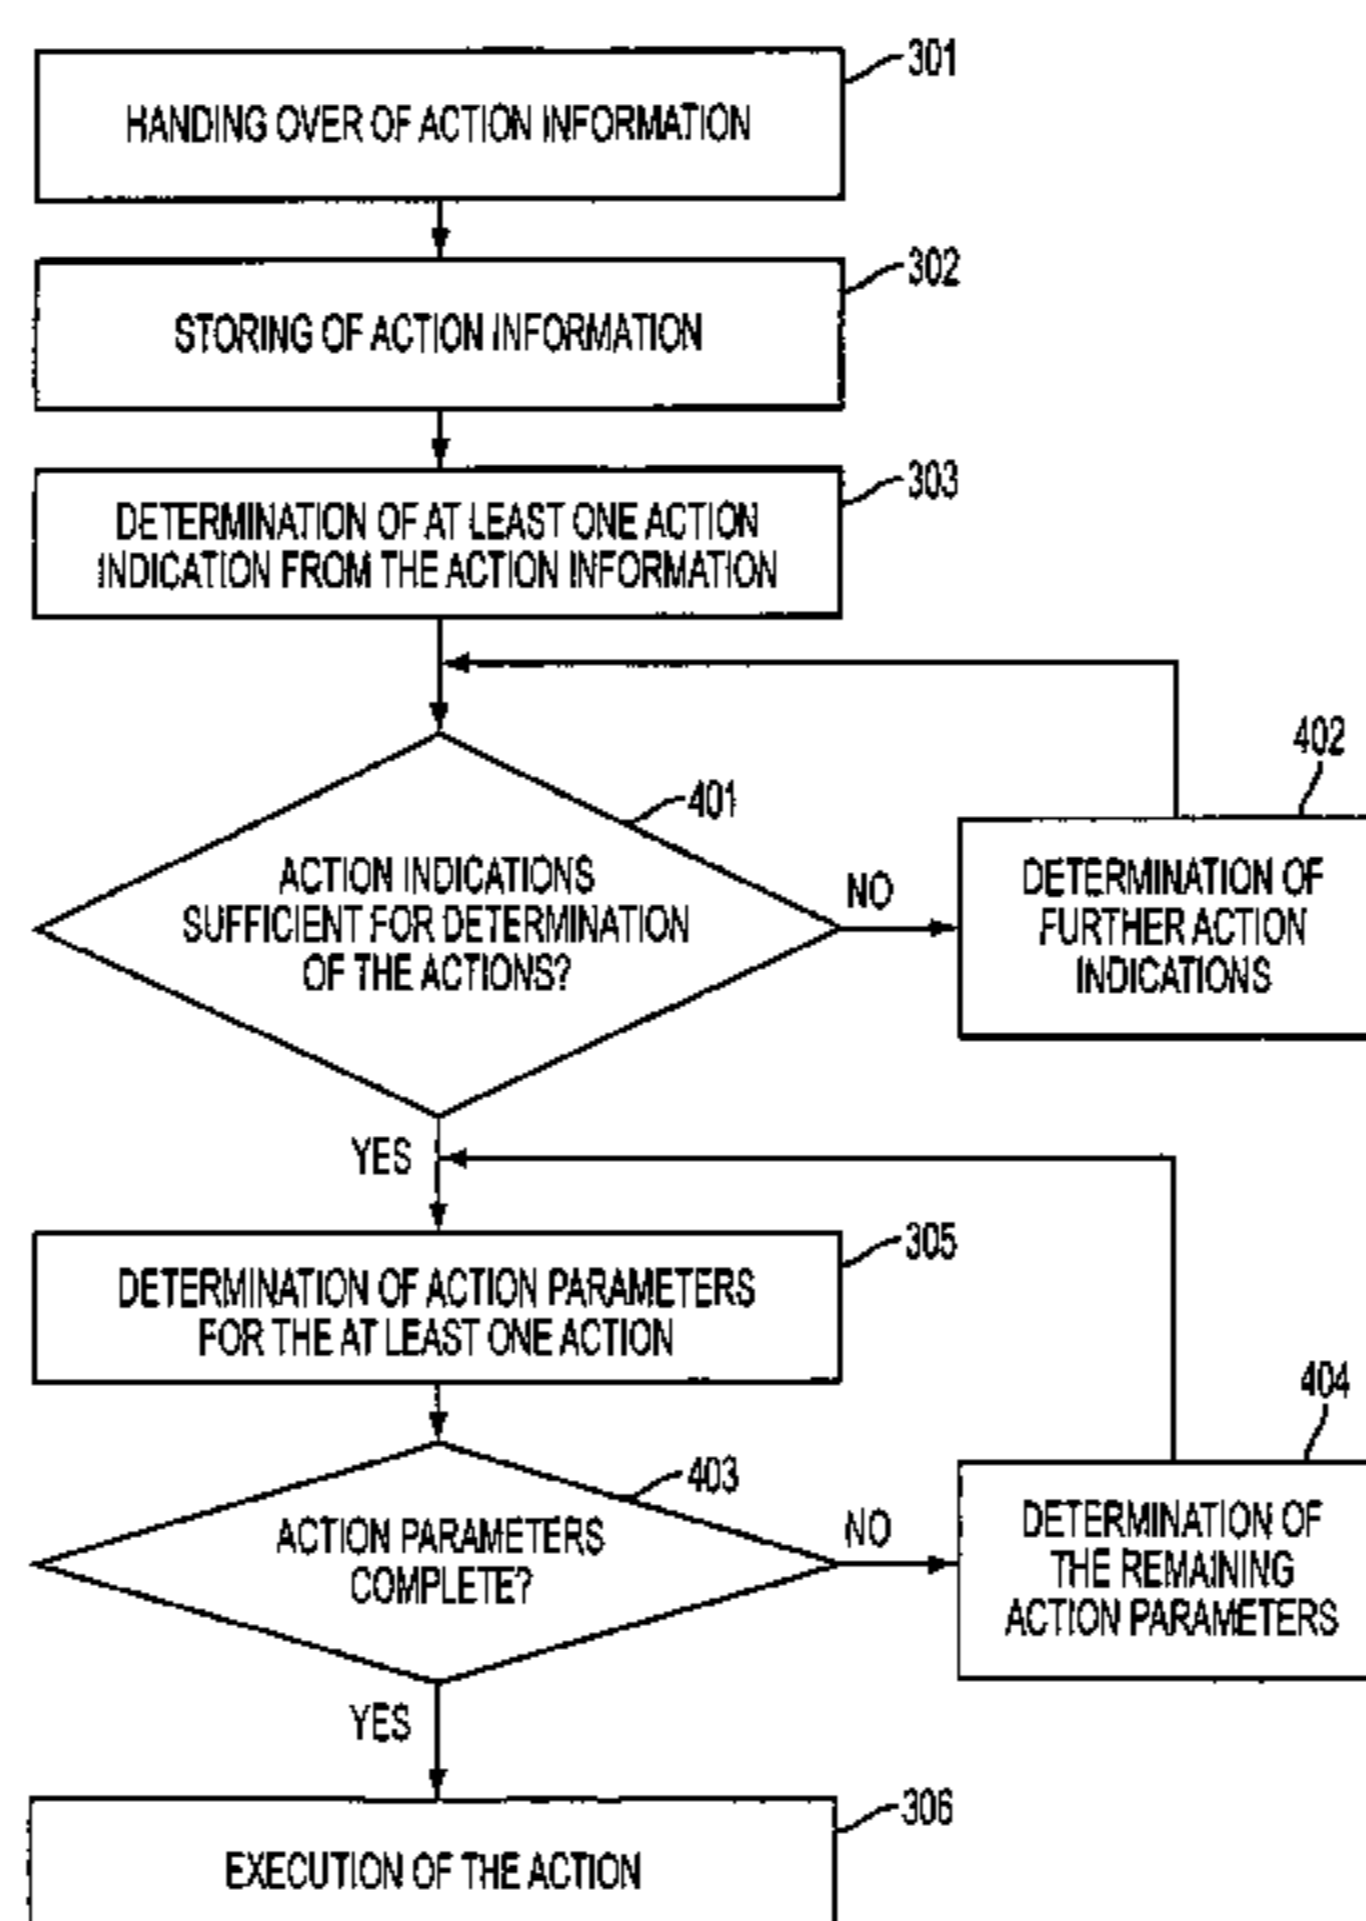 301
HANDING OVER OF ACTION INFORMATION
302
STORING OF ACTION INFORMATION
303
DETERMINATION OF AT LEAST ONE ACTION
INDICATION FROM THE ACTION INFORMATION
401
ACTION INDICATIONS
SUFFICIENT FOR DETERMINATION
OF THE ACTIONS?
NO
402
DETERMINATION OF
FURTHER ACTION
INDICATIONS
YES
305
DETERMINATION OF ACTION PARAMETERS
FOR THE AT LEAST ONE ACTION
403
ACTION PARAMETERS
COMPLETE?
NO
404
DETERMINATION OF
THE REMAINING
ACTION PARAMETERS
YES
306
EXECUTION OF THE ACTION